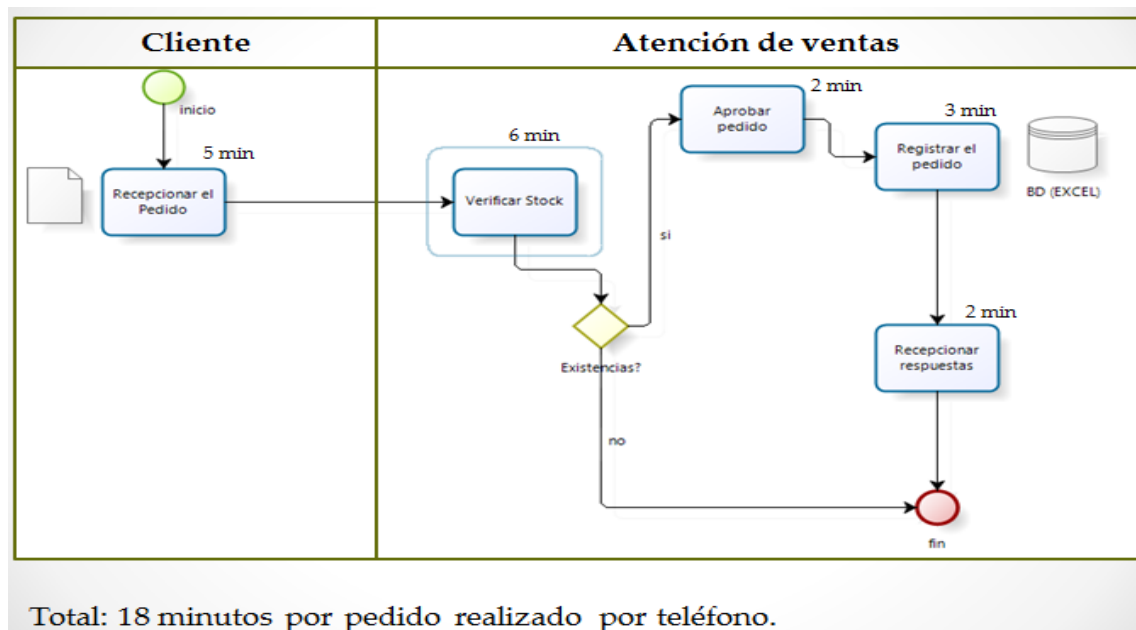 Cliente
Atención de ventas
inicio
5 min
Recepcionar el
Pedido
6 min
Verificar Stock
Existencias?
si
no
2 min
Aprobar
pedido
3 min
Registrar el
pedido
BD (EXCEL)
2 min
Recepcionar
respuestas
fin
Total: 18 minutos por pedido realizado por teléfono.